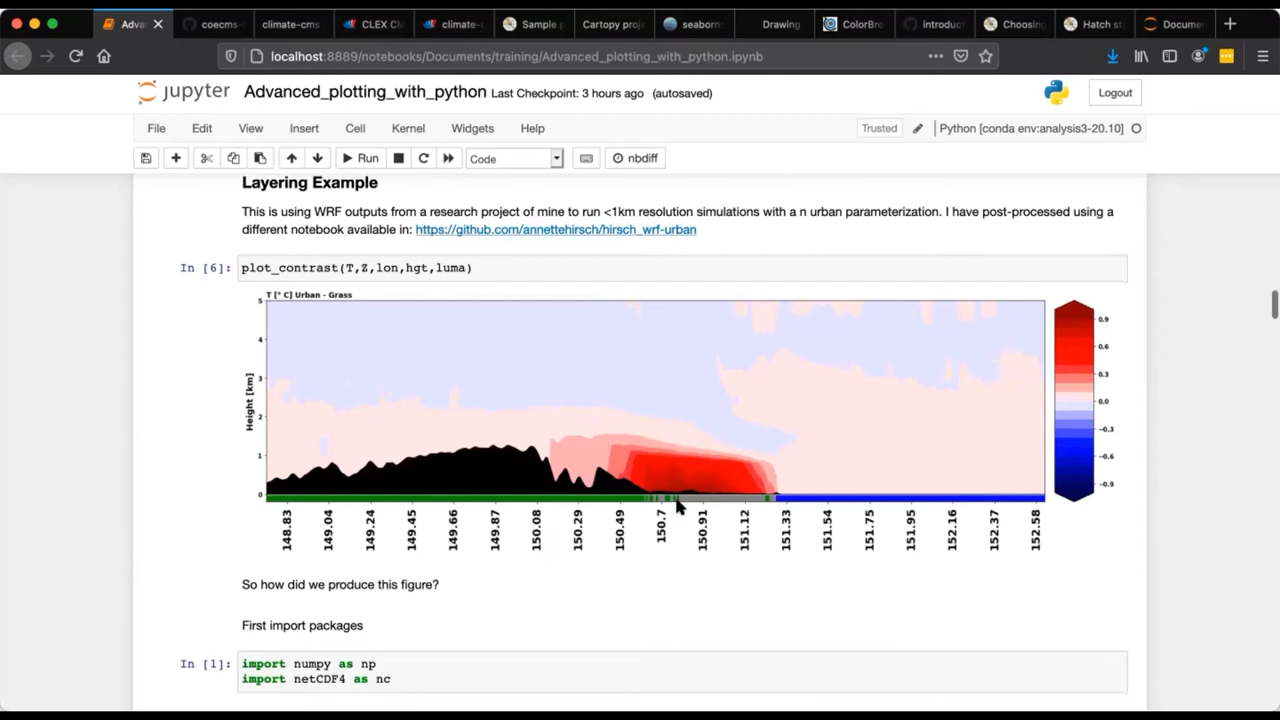 Adva
coecms-
climate-cms
CLEX CM
climate-
Sample p
Cartopy proj
seaborn
Drawing
ColorBre
introduct
Choosing
Hatch st
Docume
localhost:8889/notebooks/Documents/training/Advanced_plotting_with_python.ipynb
jupyter Advanced_plotting_with_python Last Checkpoint: 3 hours ago (autosaved)
Logout
File Edit View Insert Cell Kernel Widgets Help
Trusted Python [conda env:analysis3-20.10]
Run Code nbdiff
Layering Example
This is using WRF outputs from a research project of mine to run <1km resolution simulations with a n urban parameterization. I have post-processed using a
different notebook available in: https://github.com/annettehirsch/hirsch_wrf-urban
In [6]: plot_contrast(T,Z,lon,hgt,luma)
T [° C] Urban - Grass
Height [km]
5
4
3
2
1
0
0.9
0.6
0.3
0.0
−0.3
−0.6
−0.9
148.83 149.04 149.24 149.45 149.66 149.87 150.08 150.29 150.49 150.7 150.91 151.12 151.33 151.54 151.75 151.95 152.16 152.37 152.58
So how did we produce this figure?
First import packages
In [1]: import numpy as np
import netCDF4 as nc